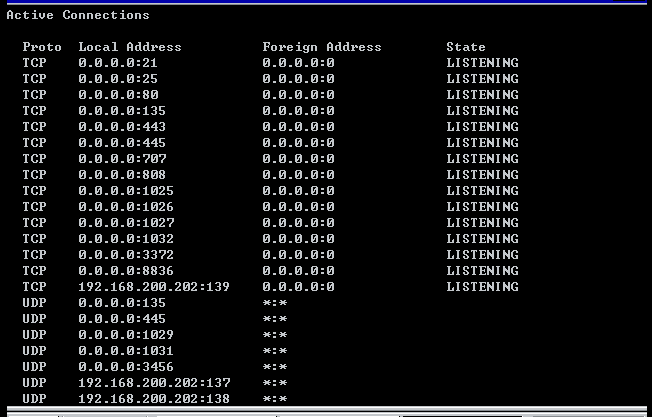 Active Connections
Proto Local Address Foreign Address State
TCP 0.0.0.0:21 0.0.0.0:0 LISTENING
TCP 0.0.0.0:25 0.0.0.0:0 LISTENING
TCP 0.0.0.0:80 0.0.0.0:0 LISTENING
TCP 0.0.0.0:135 0.0.0.0:0 LISTENING
TCP 0.0.0.0:443 0.0.0.0:0 LISTENING
TCP 0.0.0.0:445 0.0.0.0:0 LISTENING
TCP 0.0.0.0:707 0.0.0.0:0 LISTENING
TCP 0.0.0.0:808 0.0.0.0:0 LISTENING
TCP 0.0.0.0:1025 0.0.0.0:0 LISTENING
TCP 0.0.0.0:1026 0.0.0.0:0 LISTENING
TCP 0.0.0.0:1027 0.0.0.0:0 LISTENING
TCP 0.0.0.0:1032 0.0.0.0:0 LISTENING
TCP 0.0.0.0:3372 0.0.0.0:0 LISTENING
TCP 0.0.0.0:8836 0.0.0.0:0 LISTENING
TCP 192.168.200.202:139 0.0.0.0:0 LISTENING
UDP 0.0.0.0:135 *:*
UDP 0.0.0.0:445 *:*
UDP 0.0.0.0:1029 *:*
UDP 0.0.0.0:1031 *:*
UDP 0.0.0.0:3456 *:*
UDP 192.168.200.202:137 *:*
UDP 192.168.200.202:138 *:*